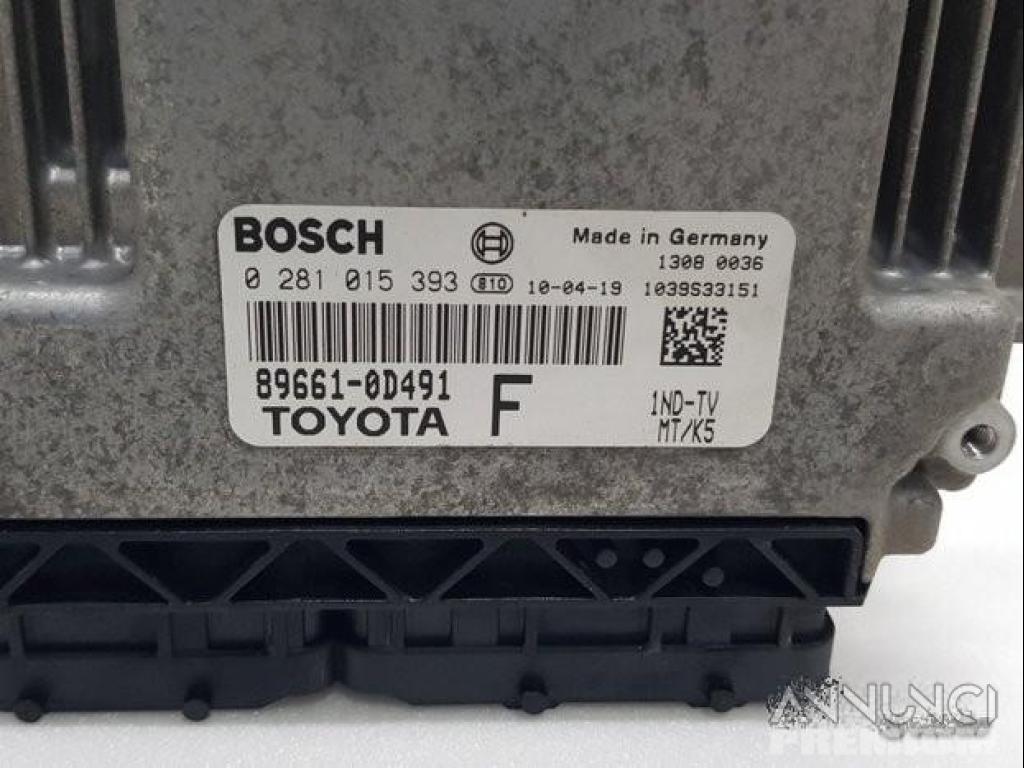 BOSCH Made in Germany
1308 0036
0 281 015 393 810 10-04-19 1039S33151
89661-0D491
TOYOTA F 1ND-TV
MT/K5
ANNUNCI
PREMIUM